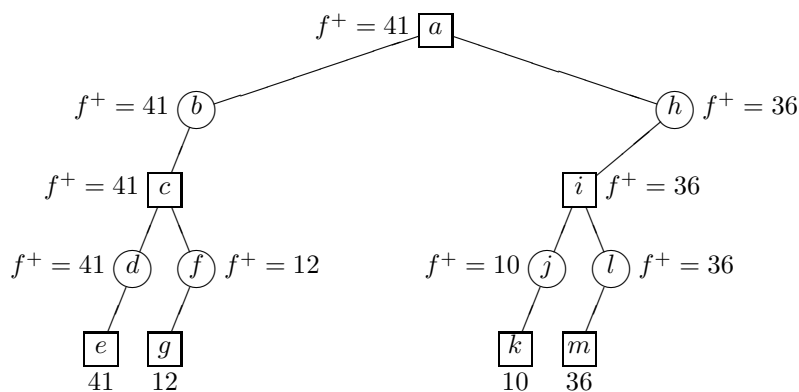 f⁺ = 41 a
f⁺ = 41 b h f⁺ = 36
f⁺ = 41 c i f⁺ = 36
f⁺ = 41 d f f⁺ = 12 f⁺ = 10 j l f⁺ = 36
e g k m
41 12 10 36